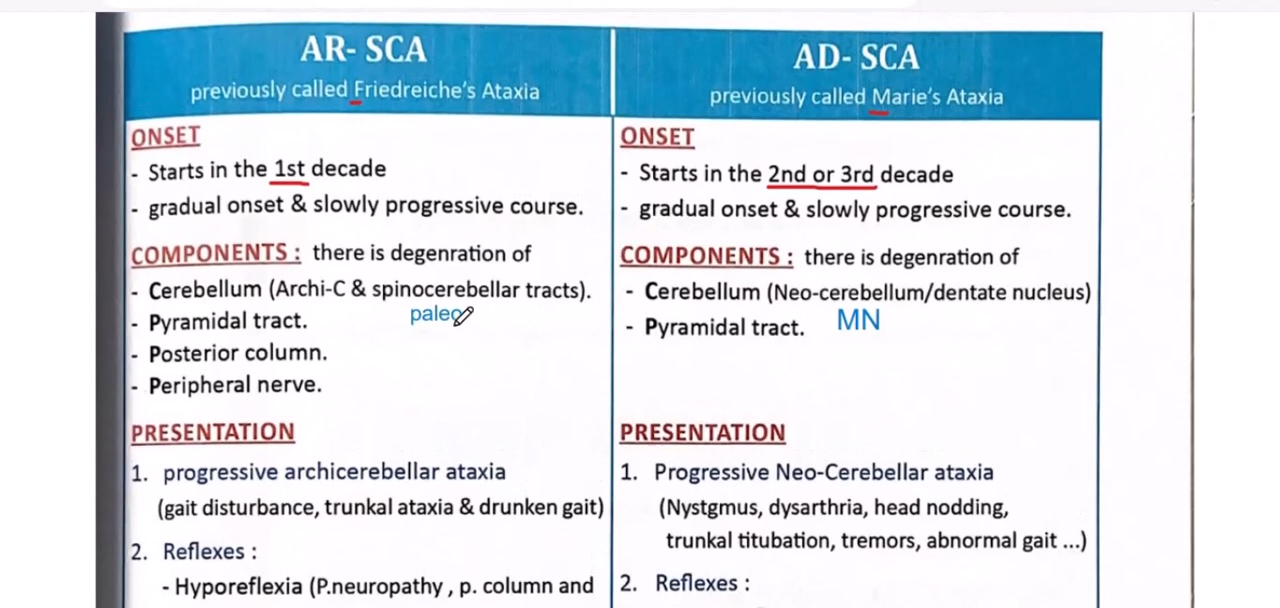 AR- SCA
previously called Friedreiche's Ataxia
ONSET
- Starts in the 1st decade
- gradual onset & slowly progressive course.
COMPONENTS : there is degenration of
- Cerebellum (Archi-C & spinocerebellar tracts).
paleo
- Pyramidal tract.
- Posterior column.
- Peripheral nerve.
PRESENTATION
1. progressive archicerebellar ataxia
(gait disturbance, trunkal ataxia & drunken gait)
2. Reflexes :
- Hyporeflexia (P.neuropathy , p. column and
AD- SCA
previously called Marie's Ataxia
ONSET
- Starts in the 2nd or 3rd decade
- gradual onset & slowly progressive course.
COMPONENTS : there is degenration of
- Cerebellum (Neo-cerebellum/dentate nucleus)
- Pyramidal tract. MN
PRESENTATION
1. Progressive Neo-Cerebellar ataxia
(Nystgmus, dysarthria, head nodding,
trunkal titubation, tremors, abnormal gait ...)
2. Reflexes :